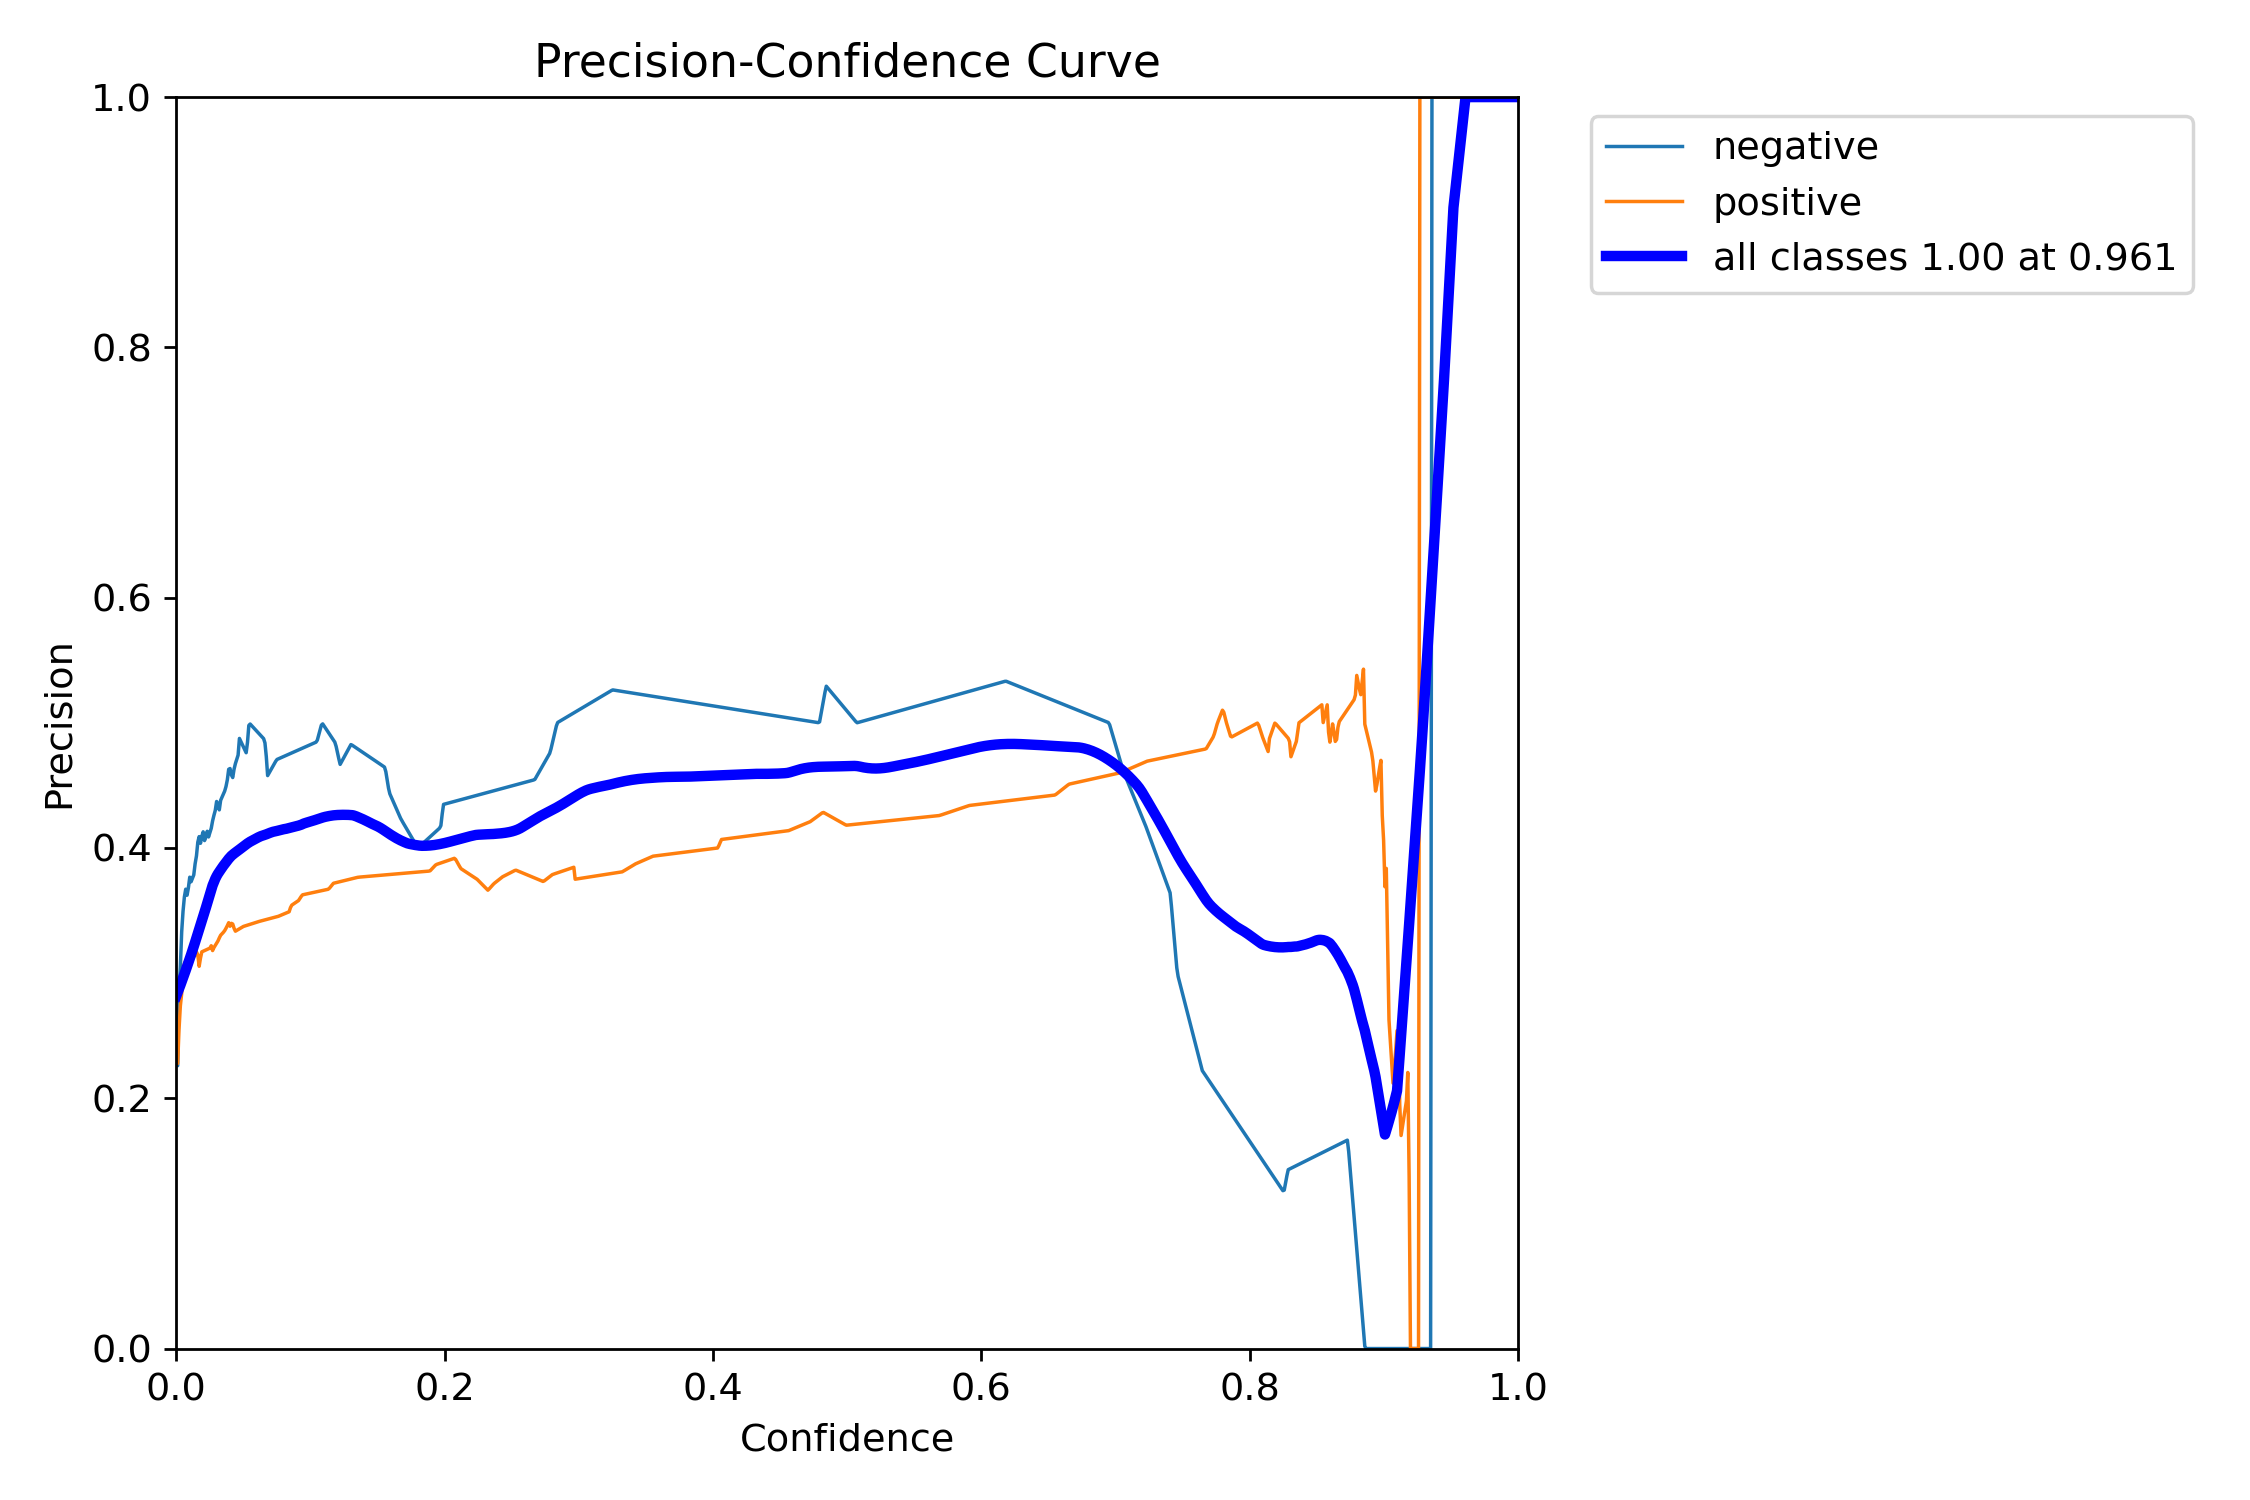 Precision-Confidence Curve
1.0
0.8
0.6
0.4
0.2
0.0
Precision
0.0 0.2 0.4 0.6 0.8 1.0
Confidence
negative
positive
all classes 1.00 at 0.961